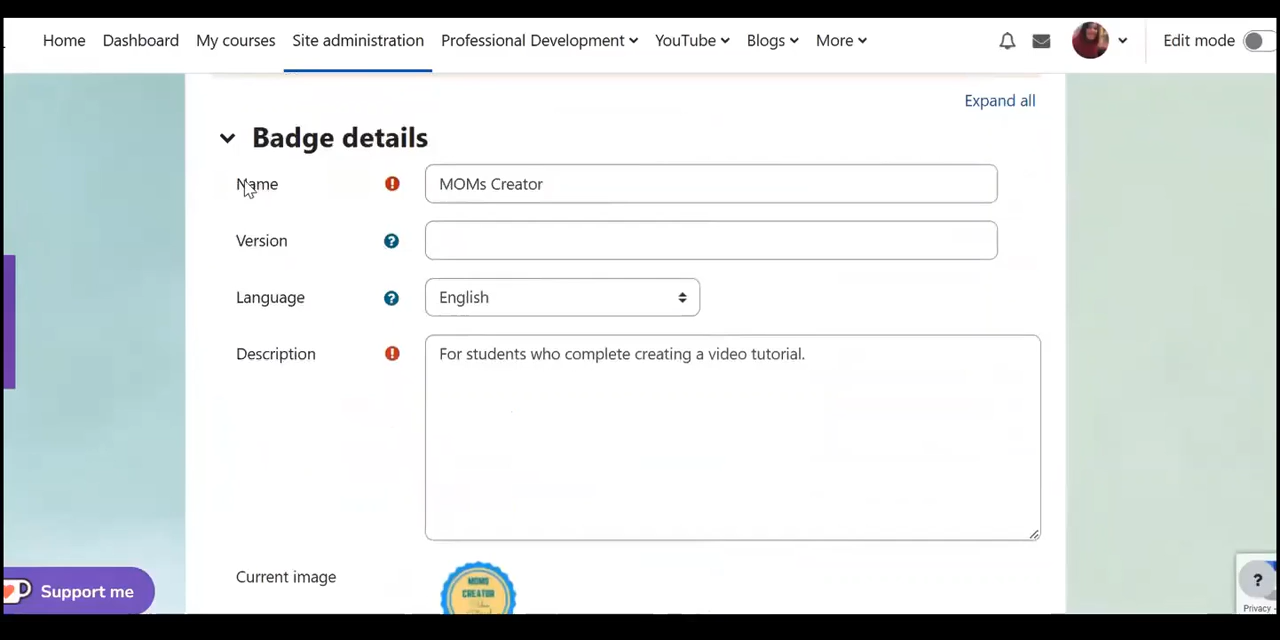 Home Dashboard My courses Site administration Professional Development YouTube Blogs More Edit mode
Expand all
Badge details
Name MOMs Creator
Version
Language English
Description For students who complete creating a video tutorial.
Current image
MOMS
CREATOR
Support me
?
Privacy -